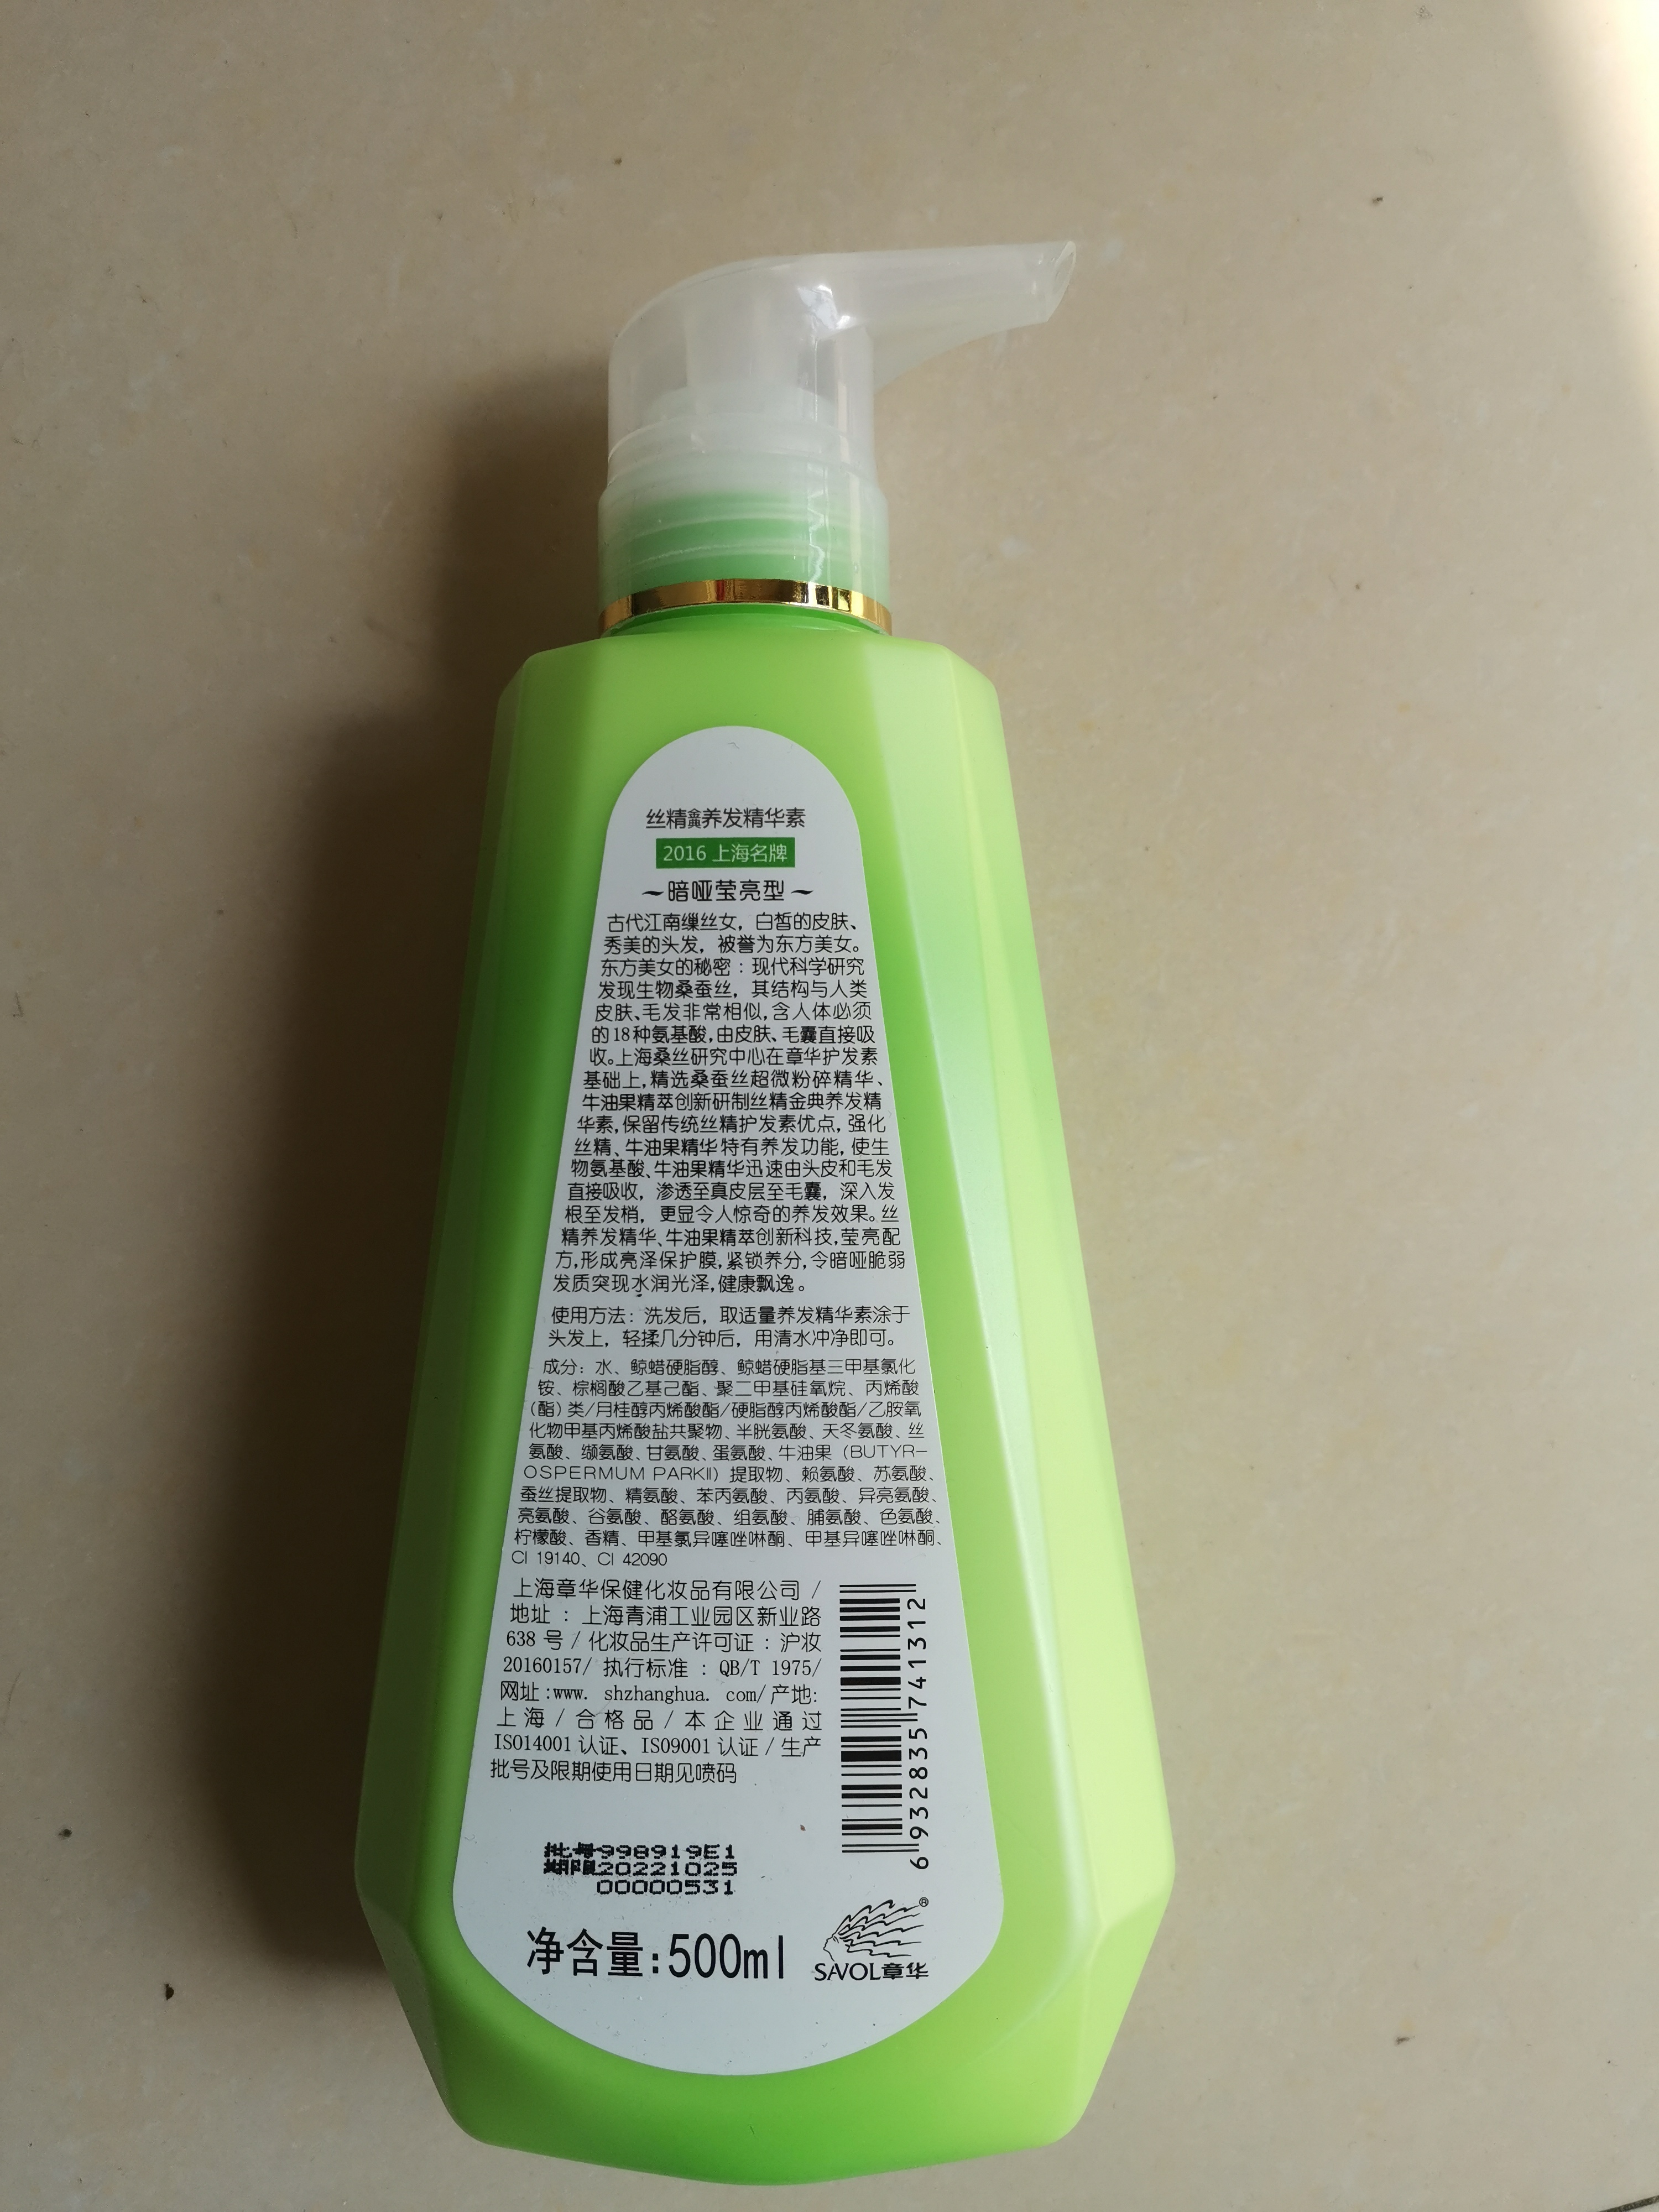 丝精金典养发精华素
2016 上海名牌
~暗哑莹亮型~
古代江南缫丝女，白皙的皮肤、
秀美的头发，被誉为东方美女。
东方美女的秘密：现代科学研究
发现生物桑蚕丝，其结构与人类
皮肤、毛发非常相似,含人体必须
的18种氨基酸,由皮肤、毛囊直接吸
收。上海桑丝研究中心在章华护发素
基础上,精选桑蚕丝超微粉碎精华、
牛油果精萃创新研制丝精金典养发精
华素,保留传统丝精护发素优点，强化
丝精、牛油果精华特有养发功能，使生
物氨基酸、牛油果精华迅速由头皮和毛发
直接吸收，渗透至真皮层至毛囊，深入发
根至发梢，更显令人惊奇的养发效果。丝
精养发精华、牛油果精萃创新科技,莹亮配
方,形成亮泽保护膜,紧锁养分,令暗哑脆弱
发质突现水润光泽,健康飘逸。
使用方法：洗发后，取适量养发精华素涂于
头发上，轻揉几分钟后，用清水冲净即可。
成分：水、鲸蜡硬脂醇、鲸蜡硬脂基三甲基氯化
铵、棕榈酸乙基己酯、聚二甲基硅氧烷、丙烯酸
(酯) 类/月桂醇丙烯酸酯/硬脂醇丙烯酸酯/乙胺氧
化物甲基丙烯酸盐共聚物、半胱氨酸、天冬氨酸、丝
氨酸、缬氨酸、甘氨酸、蛋氨酸、牛油果（BUTYR-
OSPERMUM PARKII）提取物、赖氨酸、苏氨酸、
蚕丝提取物、精氨酸、苯丙氨酸、丙氨酸、异亮氨酸、
亮氨酸、谷氨酸、酪氨酸、组氨酸、脯氨酸、色氨酸、
柠檬酸、香精、甲基氯异噻唑啉酮、甲基异噻唑啉酮、
CI 19140、CI 42090
上海章华保健化妆品有限公司 /
地址 ：上海青浦工业园区新业路
638 号 / 化妆品生产许可证：沪妆
20160157/ 执行标准 ：QB/T 1975/
网址:www. shzhanghua. com/产地:
上海 / 合格品 / 本企业通过
ISO14001 认证、ISO9001 认证 / 生产
批号及限期使用日期见喷码
6 932835 741312
批号998919E1
期限20221025
00000531
净含量:500ml
®
SAVOL章华